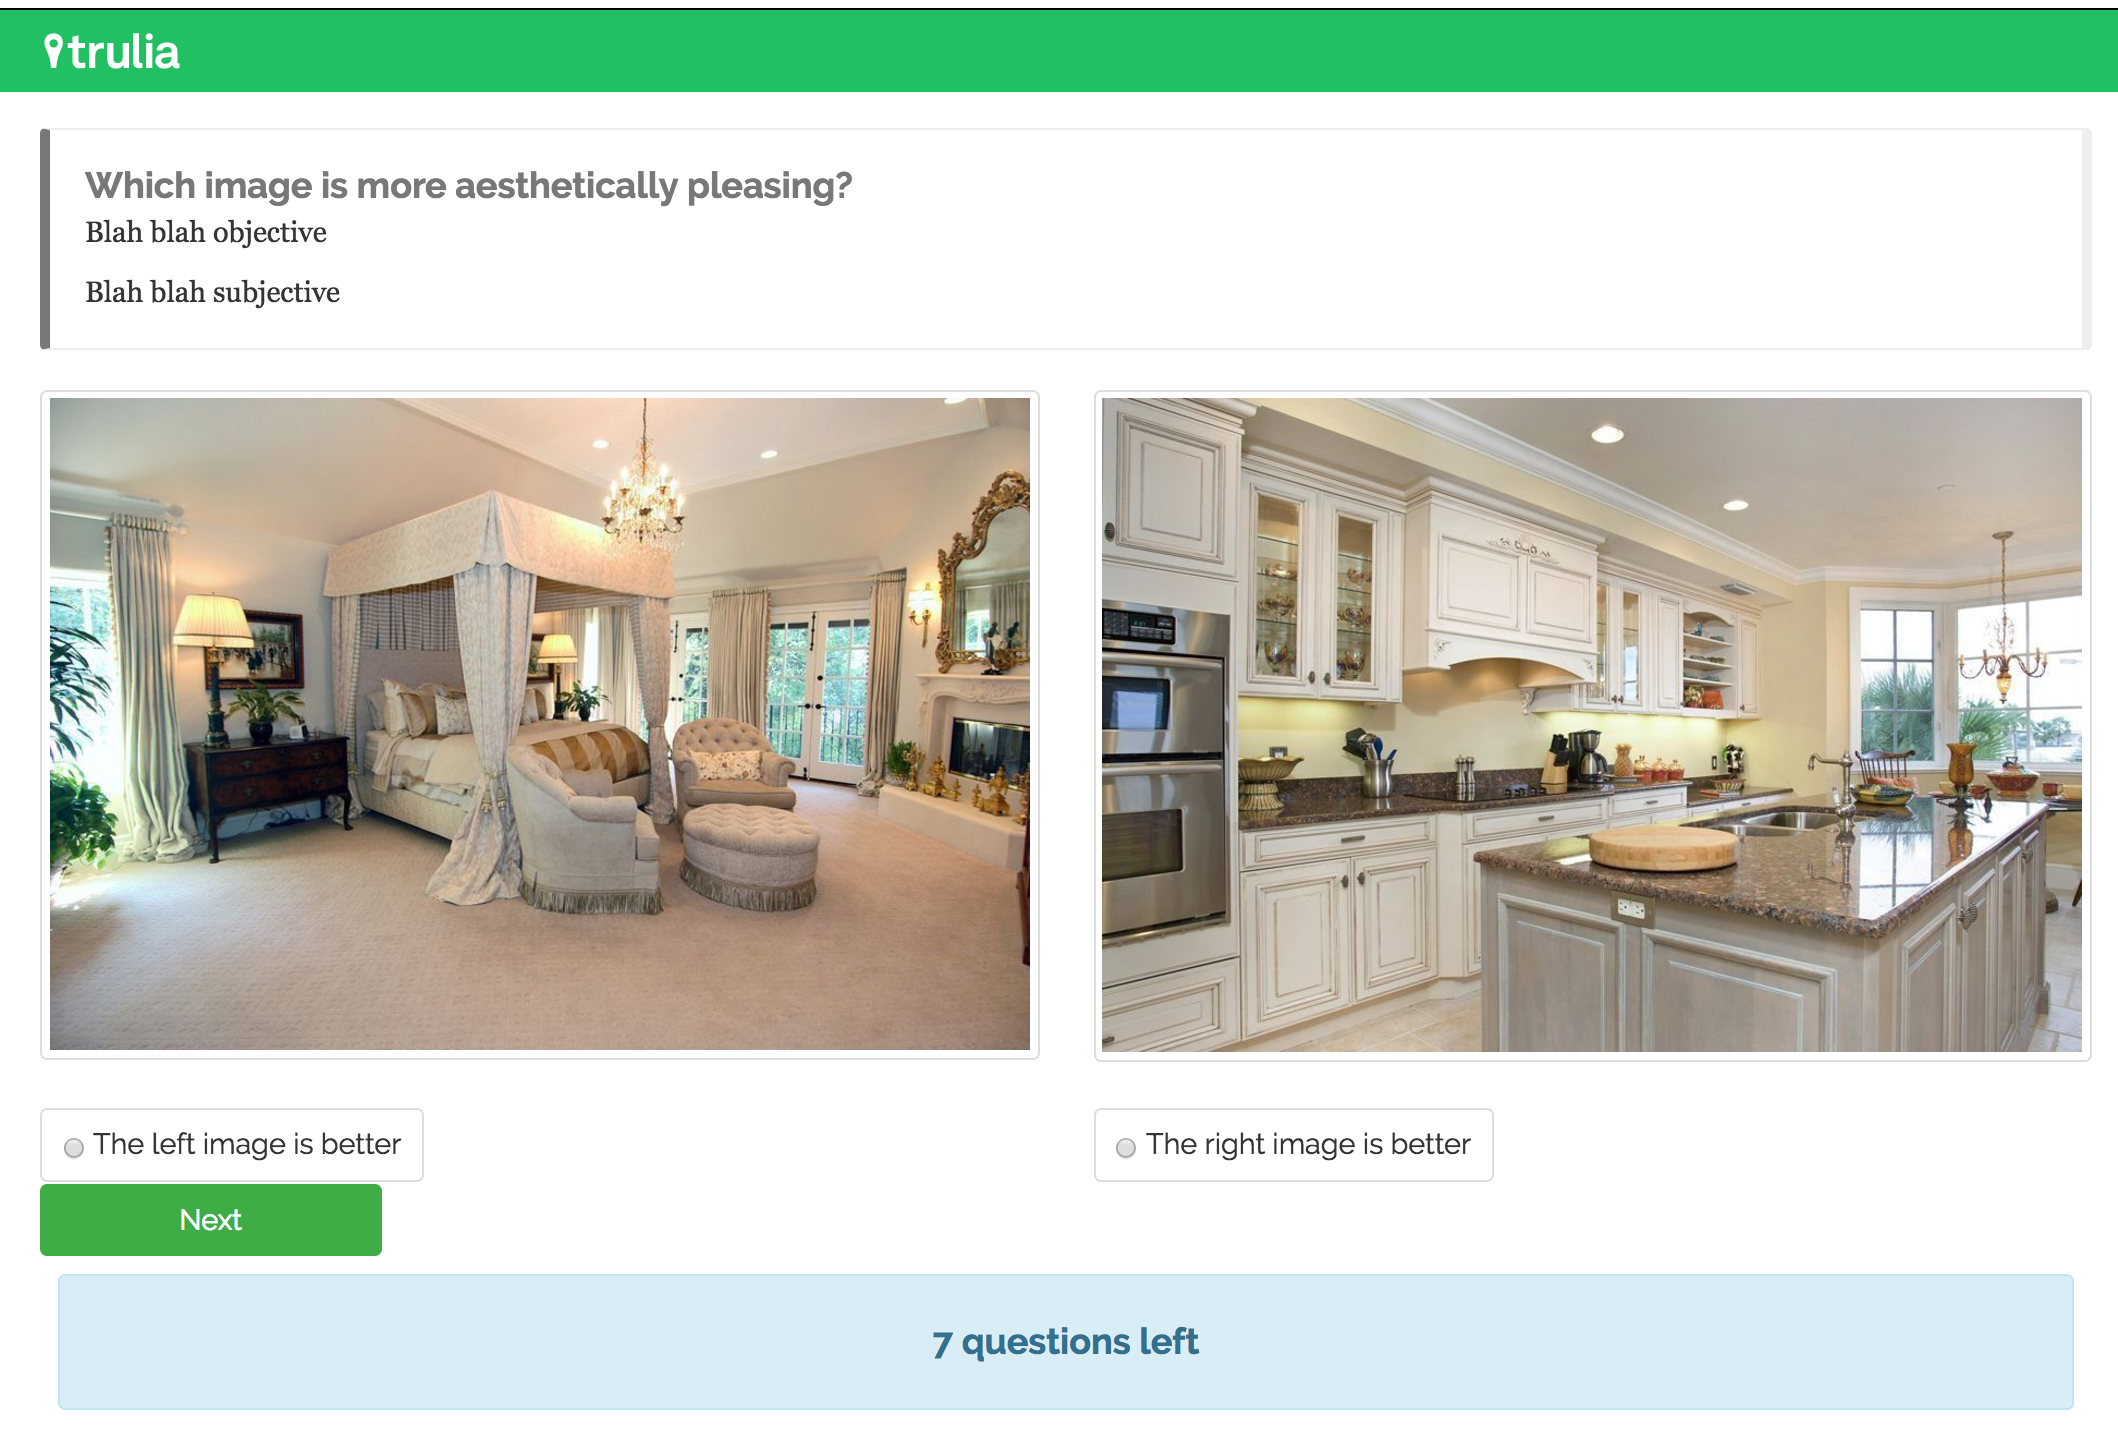 trulia
Which image is more aesthetically pleasing?
Blah blah objective
Blah blah subjective
The left image is better
The right image is better
Next
7 questions left